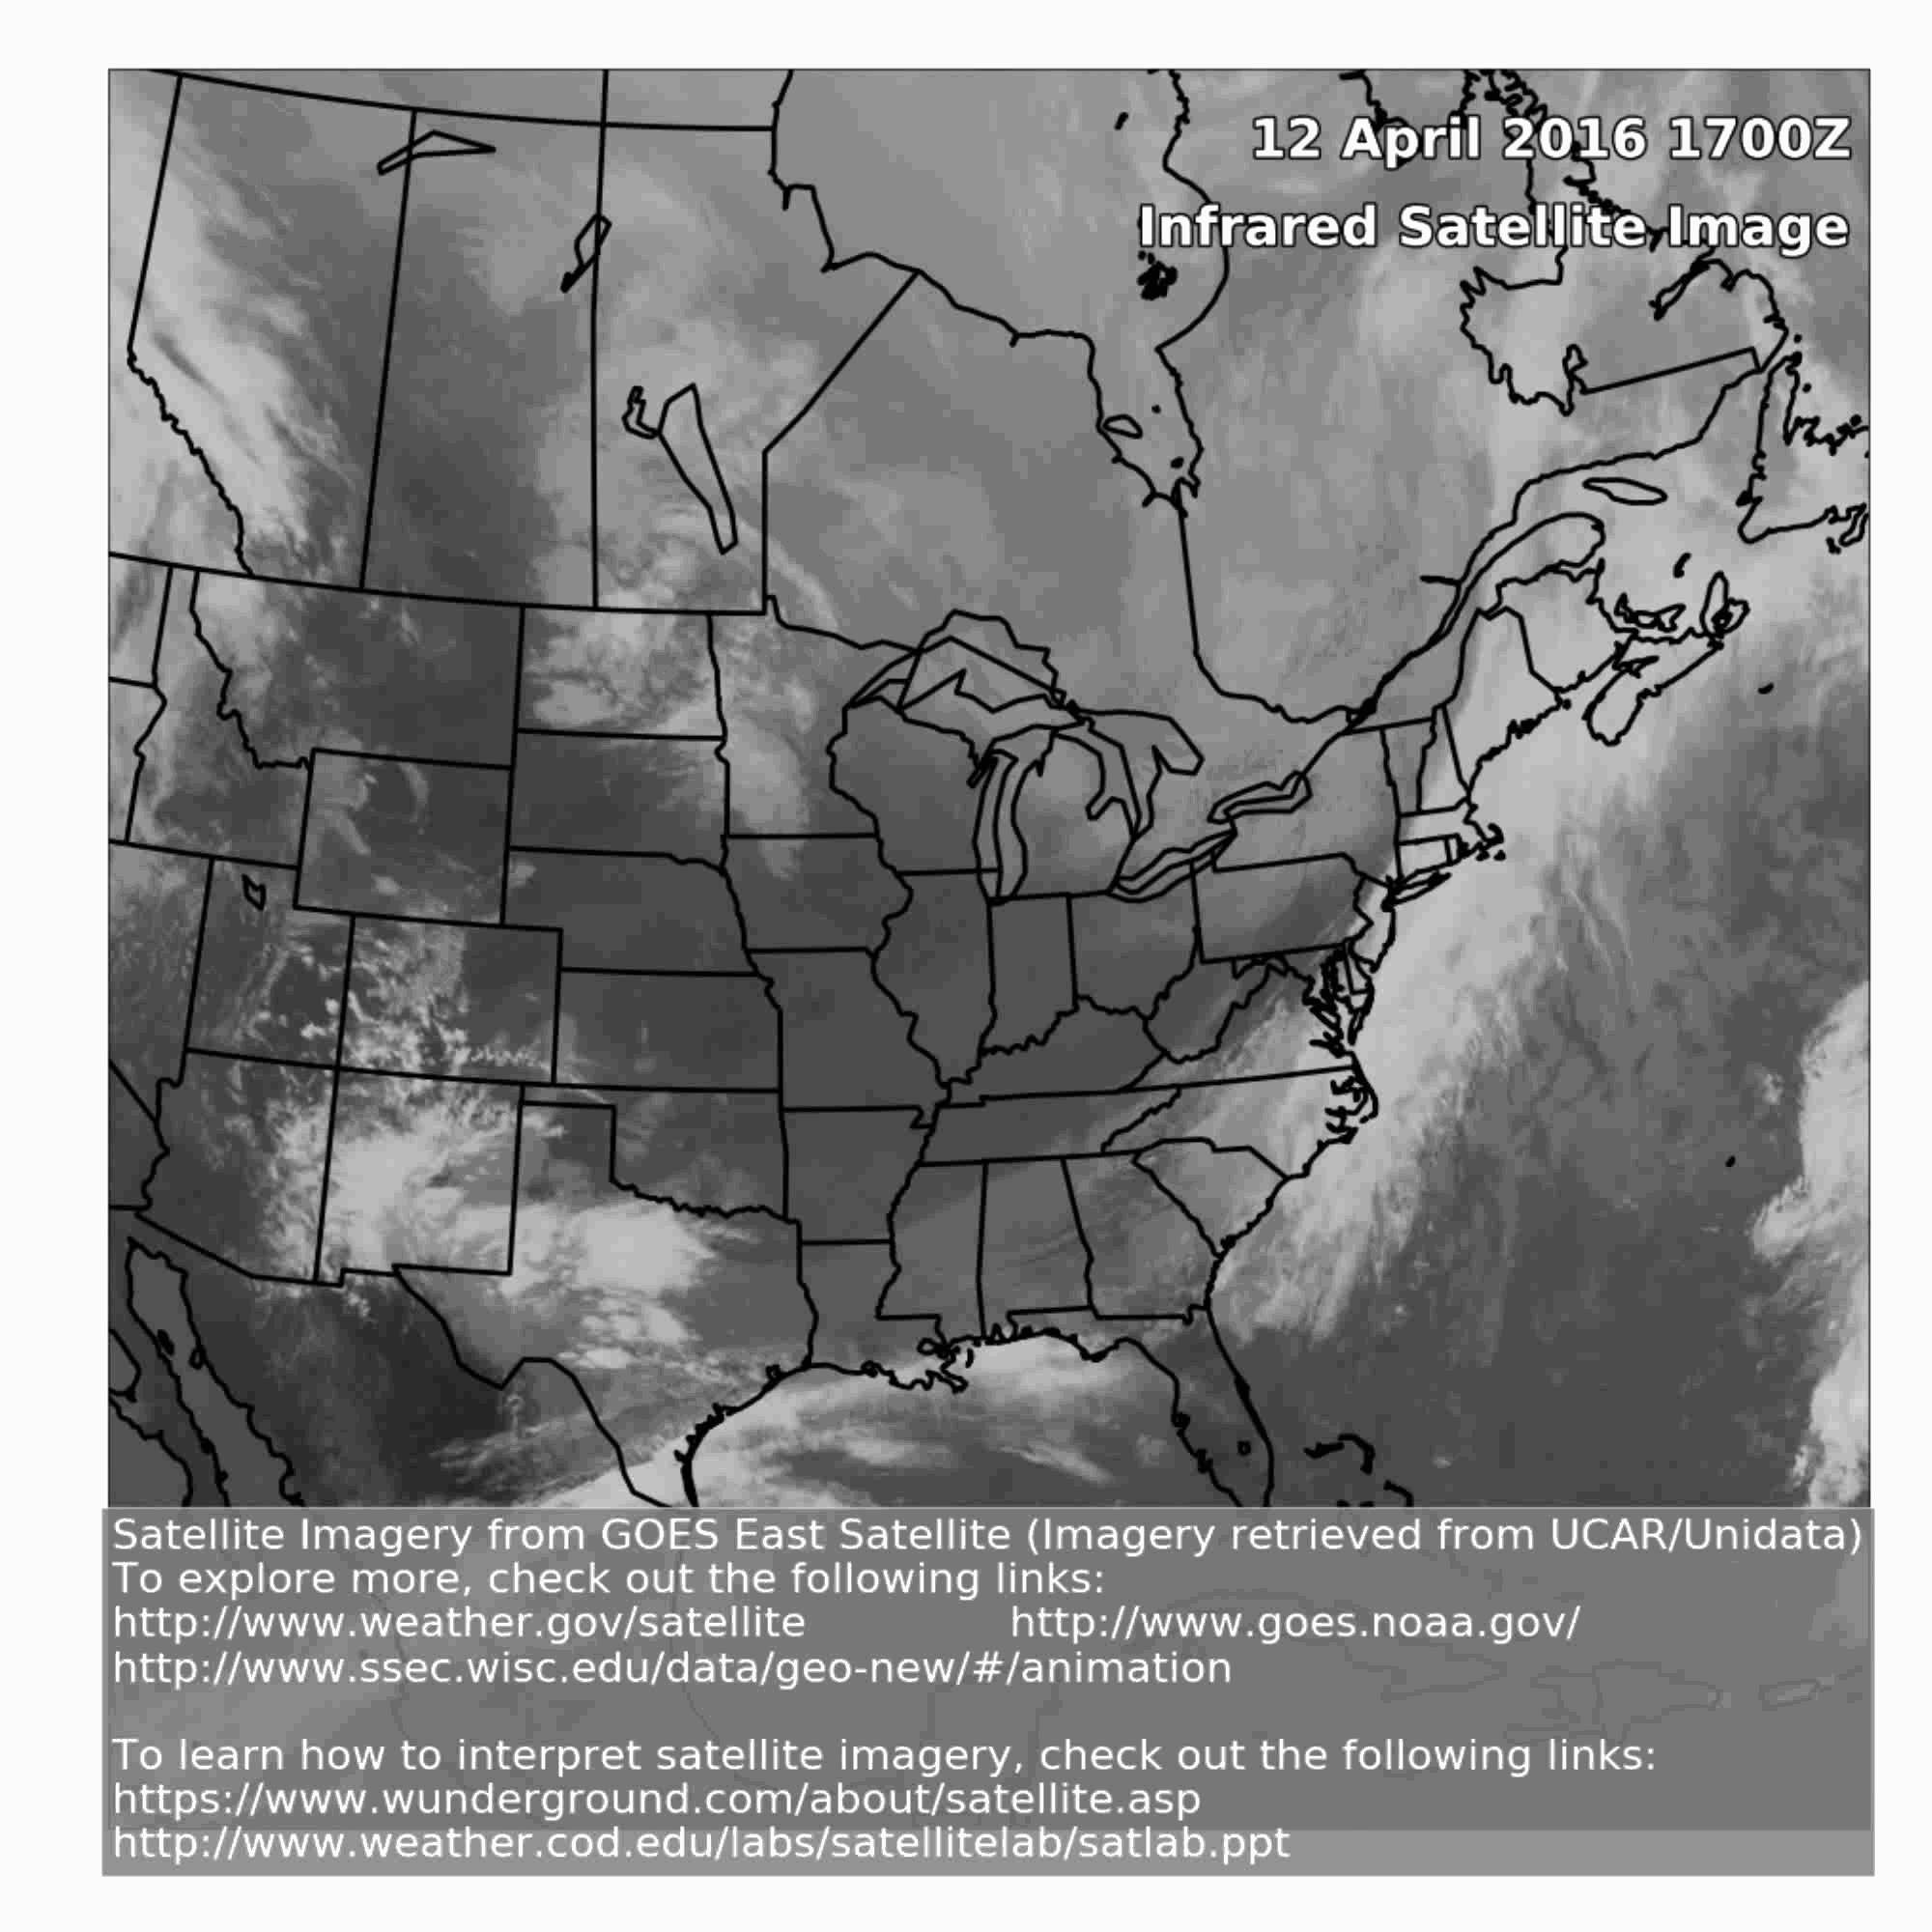 12 April 2016 1700Z
Infrared Satellite Image
Satellite Imagery from GOES East Satellite (Imagery retrieved from UCAR/Unidata)
To explore more, check out the following links:
http://www.weather.gov/satellite http://www.goes.noaa.gov/
http://www.ssec.wisc.edu/data/geo-new/#/animation
To learn how to interpret satellite imagery, check out the following links:
https://www.wunderground.com/about/satellite.asp
http://www.weather.cod.edu/labs/satellitelab/satlab.ppt